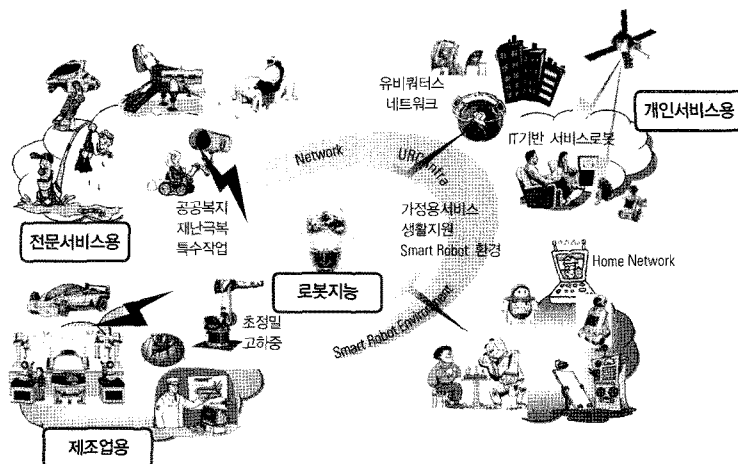 유비쿼터스
네트워크
개인서비스용
IT기반 서비스로봇
Network
URC Infra
공공복지
재난극복
특수작업
전문서비스용
가정용서비스
생활지원
Smart Robot 환경
Home Network
로봇지능
초정밀
고하중
Smart Robot Environment
제조업용